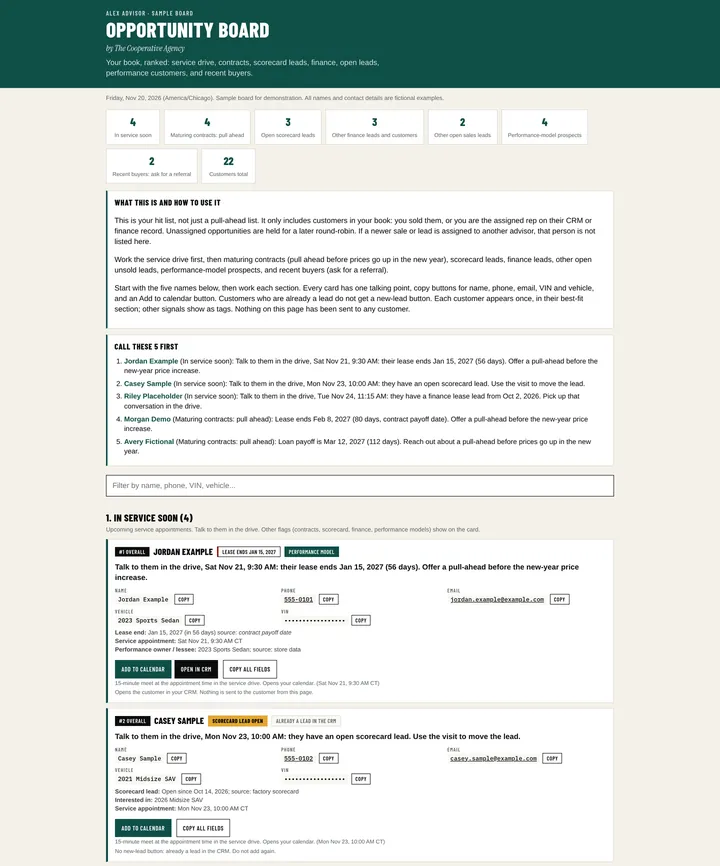 ALEX ADVISOR · SAMPLE BOARD
OPPORTUNITY BOARD
by The Cooperative Agency
Your book, ranked: service drive, contracts, scorecard leads, finance, open leads,
performance customers, and recent buyers.
Friday, Nov 20, 2026 (America/Chicago). Sample board for demonstration. All names and contact details are fictional examples.
4
In service soon
4
Maturing contracts: pull ahead
3
Open scorecard leads
3
Other finance leads and customers
2
Other open sales leads
4
Performance-model prospects
2
Recent buyers: ask for a referral
22
Customers total
WHAT THIS IS AND HOW TO USE IT
This is your hit list, not just a pull-ahead list. It only includes customers in your book: you sold them, or you are the assigned rep on their CRM or
finance record. Unassigned opportunities are held for a later round-robin. If a newer sale or lead is assigned to another advisor, that person is not
listed here.
Work the service drive first, then maturing contracts (pull ahead before prices go up in the new year), scorecard leads, finance leads, other open
unsold leads, performance-model prospects, and recent buyers (ask for a referral).
Start with the five names below, then work each section. Every card has one talking point, copy buttons for name, phone, email, VIN and vehicle,
and an Add to calendar button. Customers who are already a lead do not get a new-lead button. Each customer appears once, in their best-fit
section; other signals show as tags. Nothing on this page has been sent to any customer.
CALL THESE 5 FIRST
1. Jordan Example (In service soon): Talk to them in the drive, Sat Nov 21, 9:30 AM: their lease ends Jan 15, 2027 (56 days). Offer a pull-ahead before the
new-year price increase.
2. Casey Sample (In service soon): Talk to them in the drive, Mon Nov 23, 10:00 AM: they have an open scorecard lead. Use the visit to move the lead.
3. Riley Placeholder (In service soon): Talk to them in the drive, Tue Nov 24, 11:15 AM: they have a finance lease lead from Oct 2, 2026. Pick up that
conversation in the drive.
4. Morgan Demo (Maturing contracts: pull ahead): Lease ends Feb 8, 2027 (80 days, contract payoff date). Offer a pull-ahead before the new-year price
increase.
5. Avery Fictional (Maturing contracts: pull ahead): Loan payoff is Mar 12, 2027 (112 days). Reach out about a pull-ahead before prices go up in the new
year.
Filter by name, phone, VIN, vehicle...
1. IN SERVICE SOON (4)
Upcoming service appointments. Talk to them in the drive. Other flags (contracts, scorecard, finance, performance models) show on the card.
#1 OVERALL JORDAN EXAMPLE LEASE ENDS JAN 15, 2027 PERFORMANCE MODEL
Talk to them in the drive, Sat Nov 21, 9:30 AM: their lease ends Jan 15, 2027 (56 days). Offer a pull-ahead before the new-year price
increase.
NAME PHONE EMAIL
Jordan Example COPY 555-0101 COPY jordan.example@example.com COPY
VEHICLE VIN
2023 Sports Sedan COPY ••••••••••••••••• COPY
Lease end: Jan 15, 2027 (in 56 days) source: contract payoff date
Service appointment: Sat Nov 21, 9:30 AM CT
Performance owner / lessee: 2023 Sports Sedan; source: store data
ADD TO CALENDAR OPEN IN CRM COPY ALL FIELDS
15-minute meet at the appointment time in the service drive. Opens your calendar. (Sat Nov 21, 9:30 AM CT)
Opens the customer in your CRM. Nothing is sent to the customer from this page.
#2 OVERALL CASEY SAMPLE SCORECARD LEAD OPEN ALREADY A LEAD IN THE CRM
Talk to them in the drive, Mon Nov 23, 10:00 AM: they have an open scorecard lead. Use the visit to move the lead.
NAME PHONE EMAIL
Casey Sample COPY 555-0102 COPY casey.sample@example.com COPY
VEHICLE VIN
2021 Midsize SAV COPY ••••••••••••••••• COPY
Scorecard lead: Open since Oct 14, 2026; source: factory scorecard
Interested in: 2026 Midsize SAV
Service appointment: Mon Nov 23, 10:00 AM CT
ADD TO CALENDAR COPY ALL FIELDS
15-minute meet at the appointment time in the service drive. Opens your calendar. (Mon Nov 23, 10:00 AM CT)
No new-lead button: already a lead in the CRM. Do not add again.